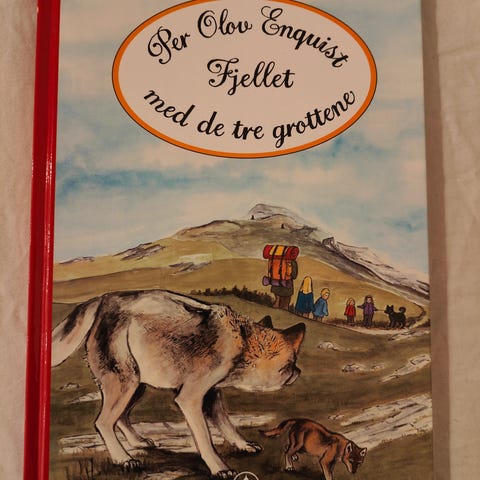 Per Olov Enquist
Fjellet
med de tre grottene